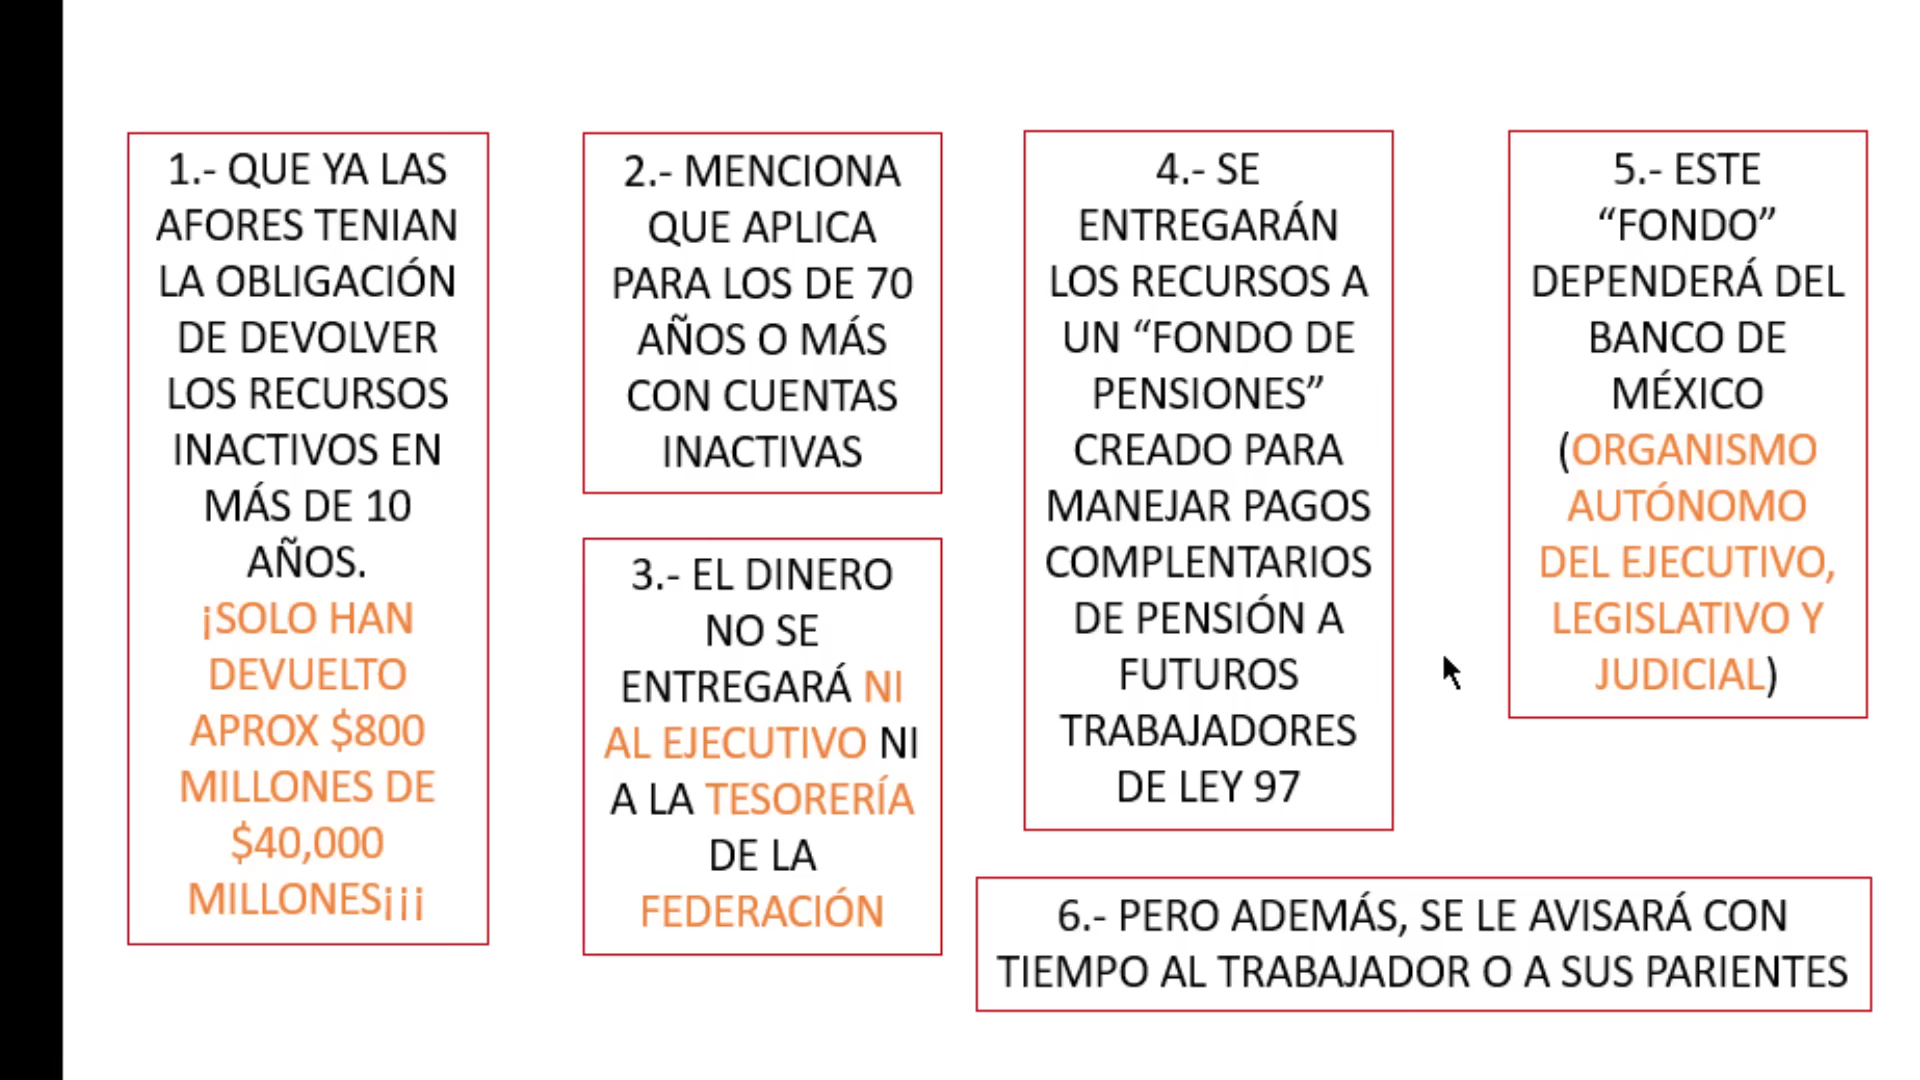 1.- QUE YA LAS
AFORES TENIAN
LA OBLIGACIÓN
DE DEVOLVER
LOS RECURSOS
INACTIVOS EN
MÁS DE 10
AÑOS.
¡SOLO HAN
DEVUELTO
APROX $800
MILLONES DE
$40,000
MILLONES¡¡¡
2.- MENCIONA
QUE APLICA
PARA LOS DE 70
AÑOS O MÁS
CON CUENTAS
INACTIVAS
3.- EL DINERO
NO SE
ENTREGARÁ NI
AL EJECUTIVO NI
A LA TESORERÍA
DE LA
FEDERACIÓN
4.- SE
ENTREGARÁN
LOS RECURSOS A
UN “FONDO DE
PENSIONES”
CREADO PARA
MANEJAR PAGOS
COMPLENTARIOS
DE PENSIÓN A
FUTUROS
TRABAJADORES
DE LEY 97
5.- ESTE
“FONDO”
DEPENDERÁ DEL
BANCO DE
MÉXICO
(ORGANISMO
AUTÓNOMO
DEL EJECUTIVO,
LEGISLATIVO Y
JUDICIAL)
6.- PERO ADEMÁS, SE LE AVISARÁ CON
TIEMPO AL TRABAJADOR O A SUS PARIENTES